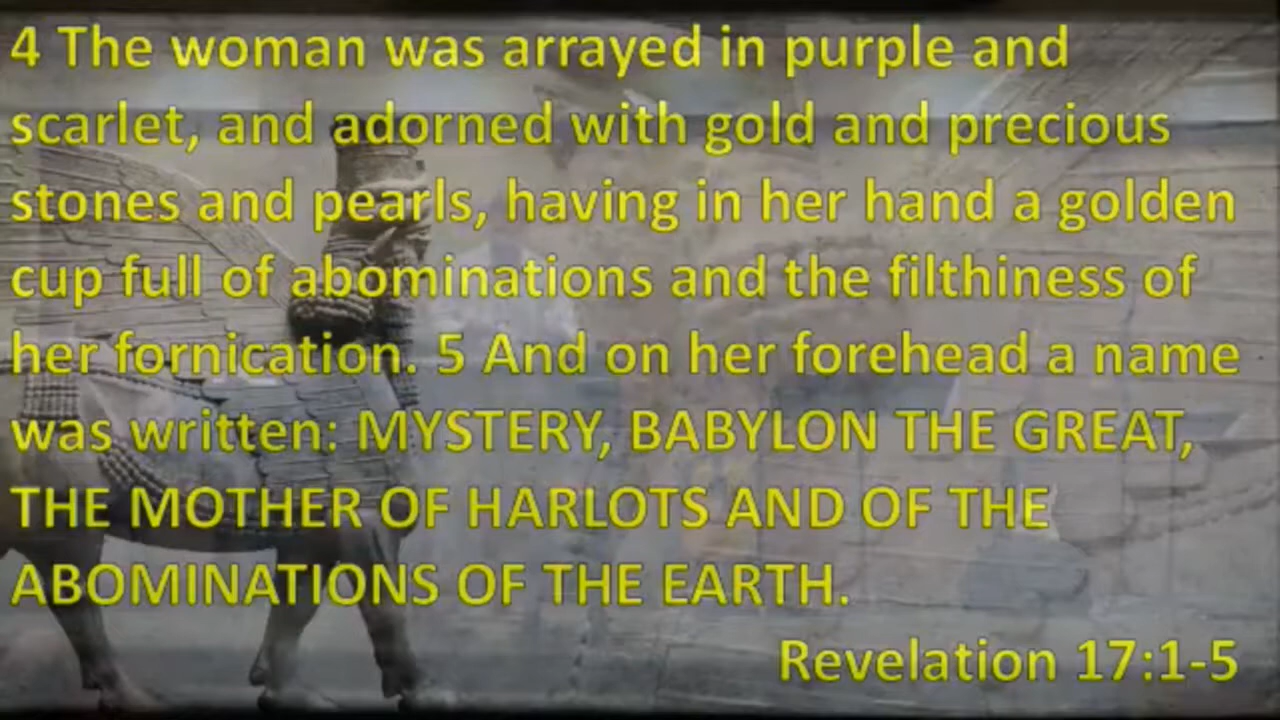 4 The woman was arrayed in purple and
scarlet, and adorned with gold and precious
stones and pearls, having in her hand a golden
cup full of abominations and the filthiness of
her fornication. 5 And on her forehead a name
was written: MYSTERY, BABYLON THE GREAT,
THE MOTHER OF HARLOTS AND OF THE
ABOMINATIONS OF THE EARTH.
Revelation 17:1-5